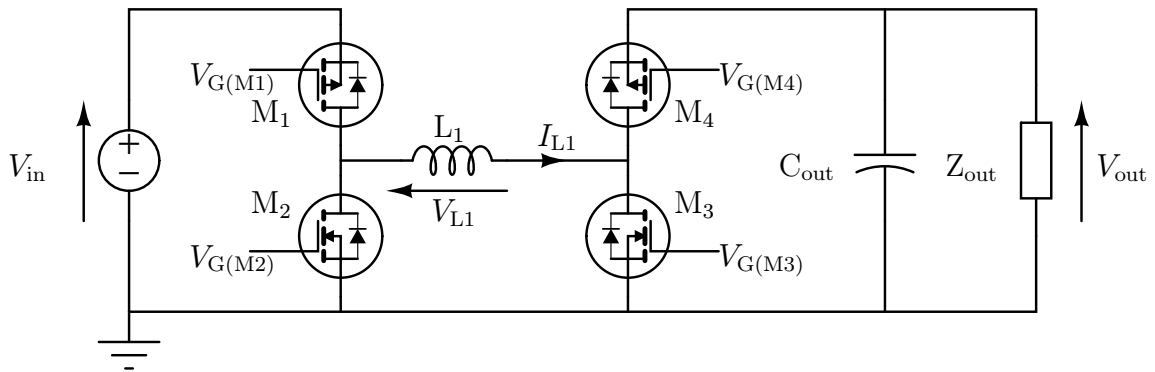 V_G(M1)
V_G(M4)
M_1
M_4
L_1
I_L1
V_in
+
−
C_out
Z_out
V_out
M_2
V_L1
M_3
V_G(M2)
V_G(M3)